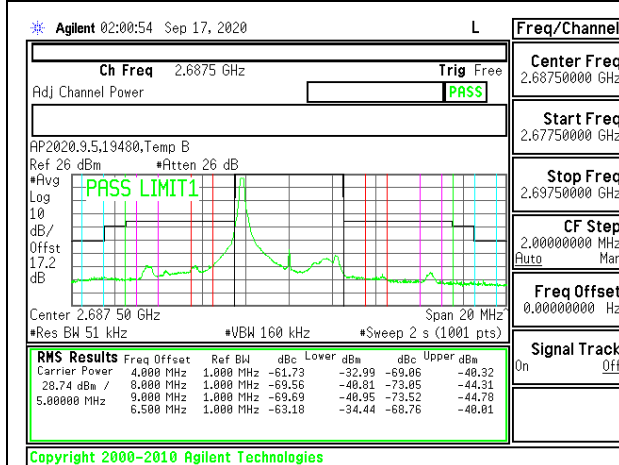 Agilent 02:00:54 Sep 17, 2020 L
Freq/Channel
Ch Freq 2.6875 GHz Trig Free
Adj Channel Power PASS
Center Freq
2.68750000 GHz
Start Freq
2.67750000 GHz
Stop Freq
2.69750000 GHz
CF Step
2.00000000 MHz
Auto Man
Freq Offset
0.00000000 Hz
Signal Track
On Off
AP2020.9.5,19480,Temp B
Ref 26 dBm #Atten 26 dB
#Avg
Log
10
dB/
Offst
17.2
dB
PASS LIMIT1
Center 2.687 50 GHz Span 20 MHz
#Res BW 51 kHz #VBW 160 kHz #Sweep 2 s (1001 pts)
RMS Results Freq Offset Ref BW dBc Lower dBm dBc Upper dBm
Carrier Power 4.000 MHz 1.000 MHz -61.73 -32.99 -69.06 -40.32
28.74 dBm / 8.000 MHz 1.000 MHz -69.56 -40.81 -73.05 -44.31
5.00000 MHz 9.000 MHz 1.000 MHz -69.69 -40.95 -73.52 -44.78
6.500 MHz 1.000 MHz -63.18 -34.44 -68.76 -40.01
Copyright 2000-2010 Agilent Technologies